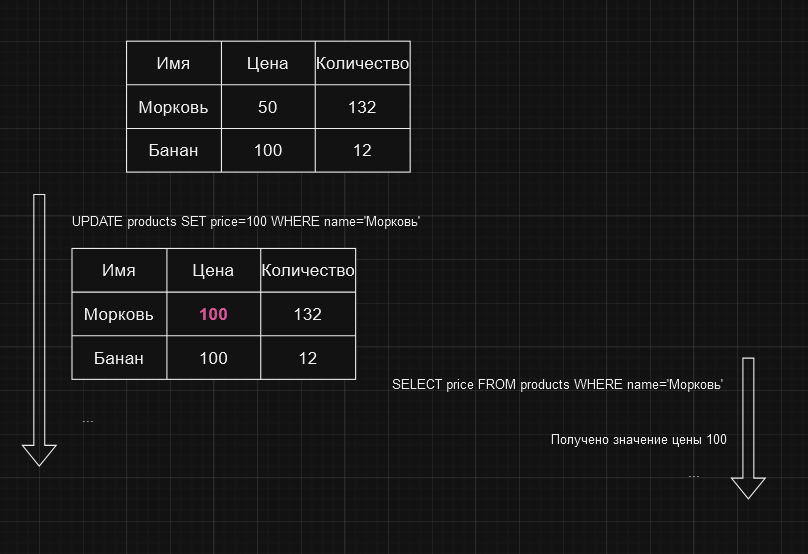 Имя Цена Количество
Морковь 50 132
Банан 100 12
UPDATE products SET price=100 WHERE name='Морковь'
Имя Цена Количество
Морковь 100 132
Банан 100 12
SELECT price FROM products WHERE name='Морковь'
...
Получено значение цены 100
...